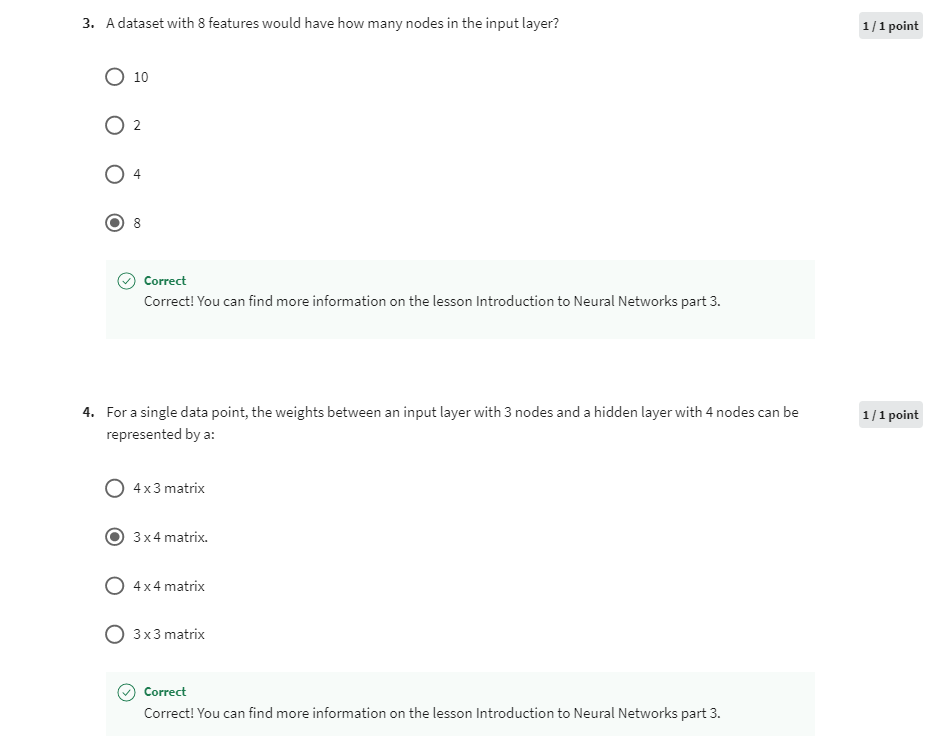 3. A dataset with 8 features would have how many nodes in the input layer?
1 / 1 point
10
2
4
8
Correct
Correct! You can find more information on the lesson Introduction to Neural Networks part 3.
4. For a single data point, the weights between an input layer with 3 nodes and a hidden layer with 4 nodes can be
represented by a:
1 / 1 point
4 x 3 matrix
3 x 4 matrix.
4 x 4 matrix
3 x 3 matrix
Correct
Correct! You can find more information on the lesson Introduction to Neural Networks part 3.